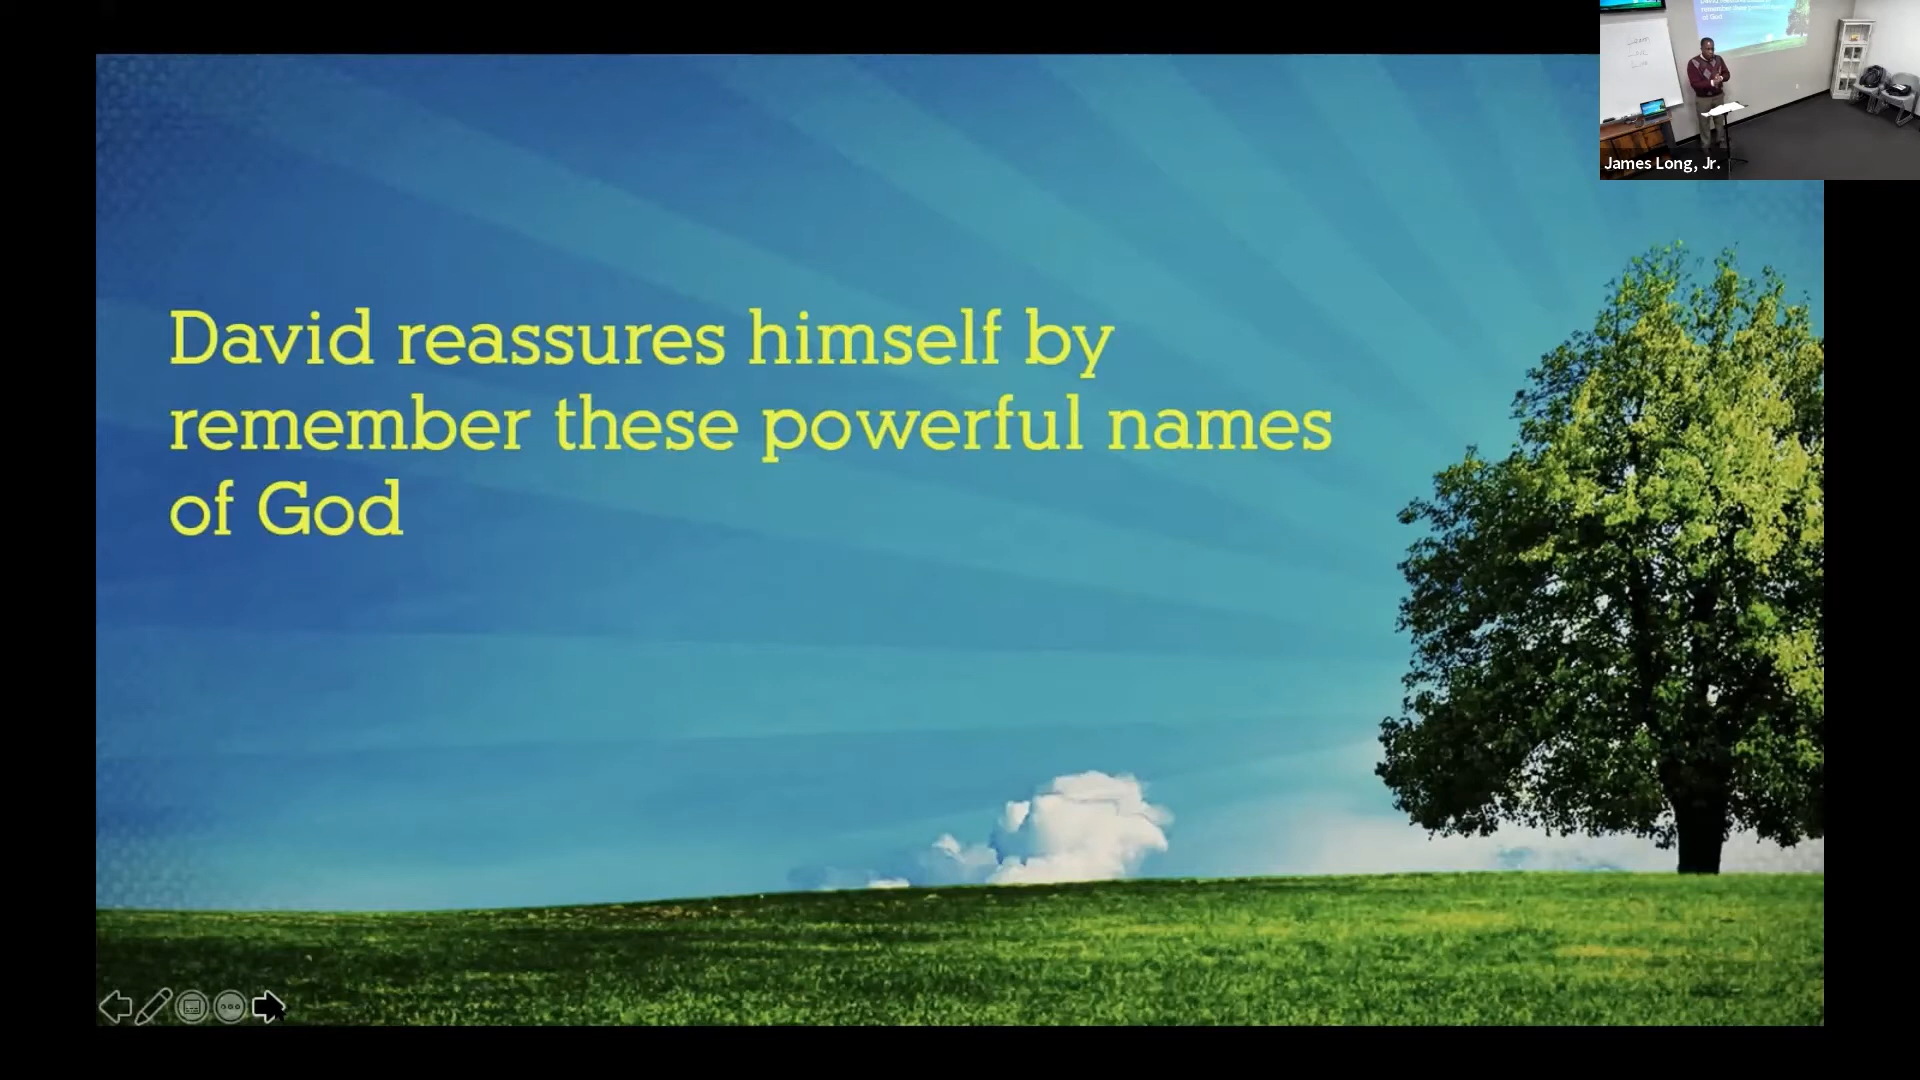 David reassures himself by
remember these powerful names
of God
James Long, Jr.